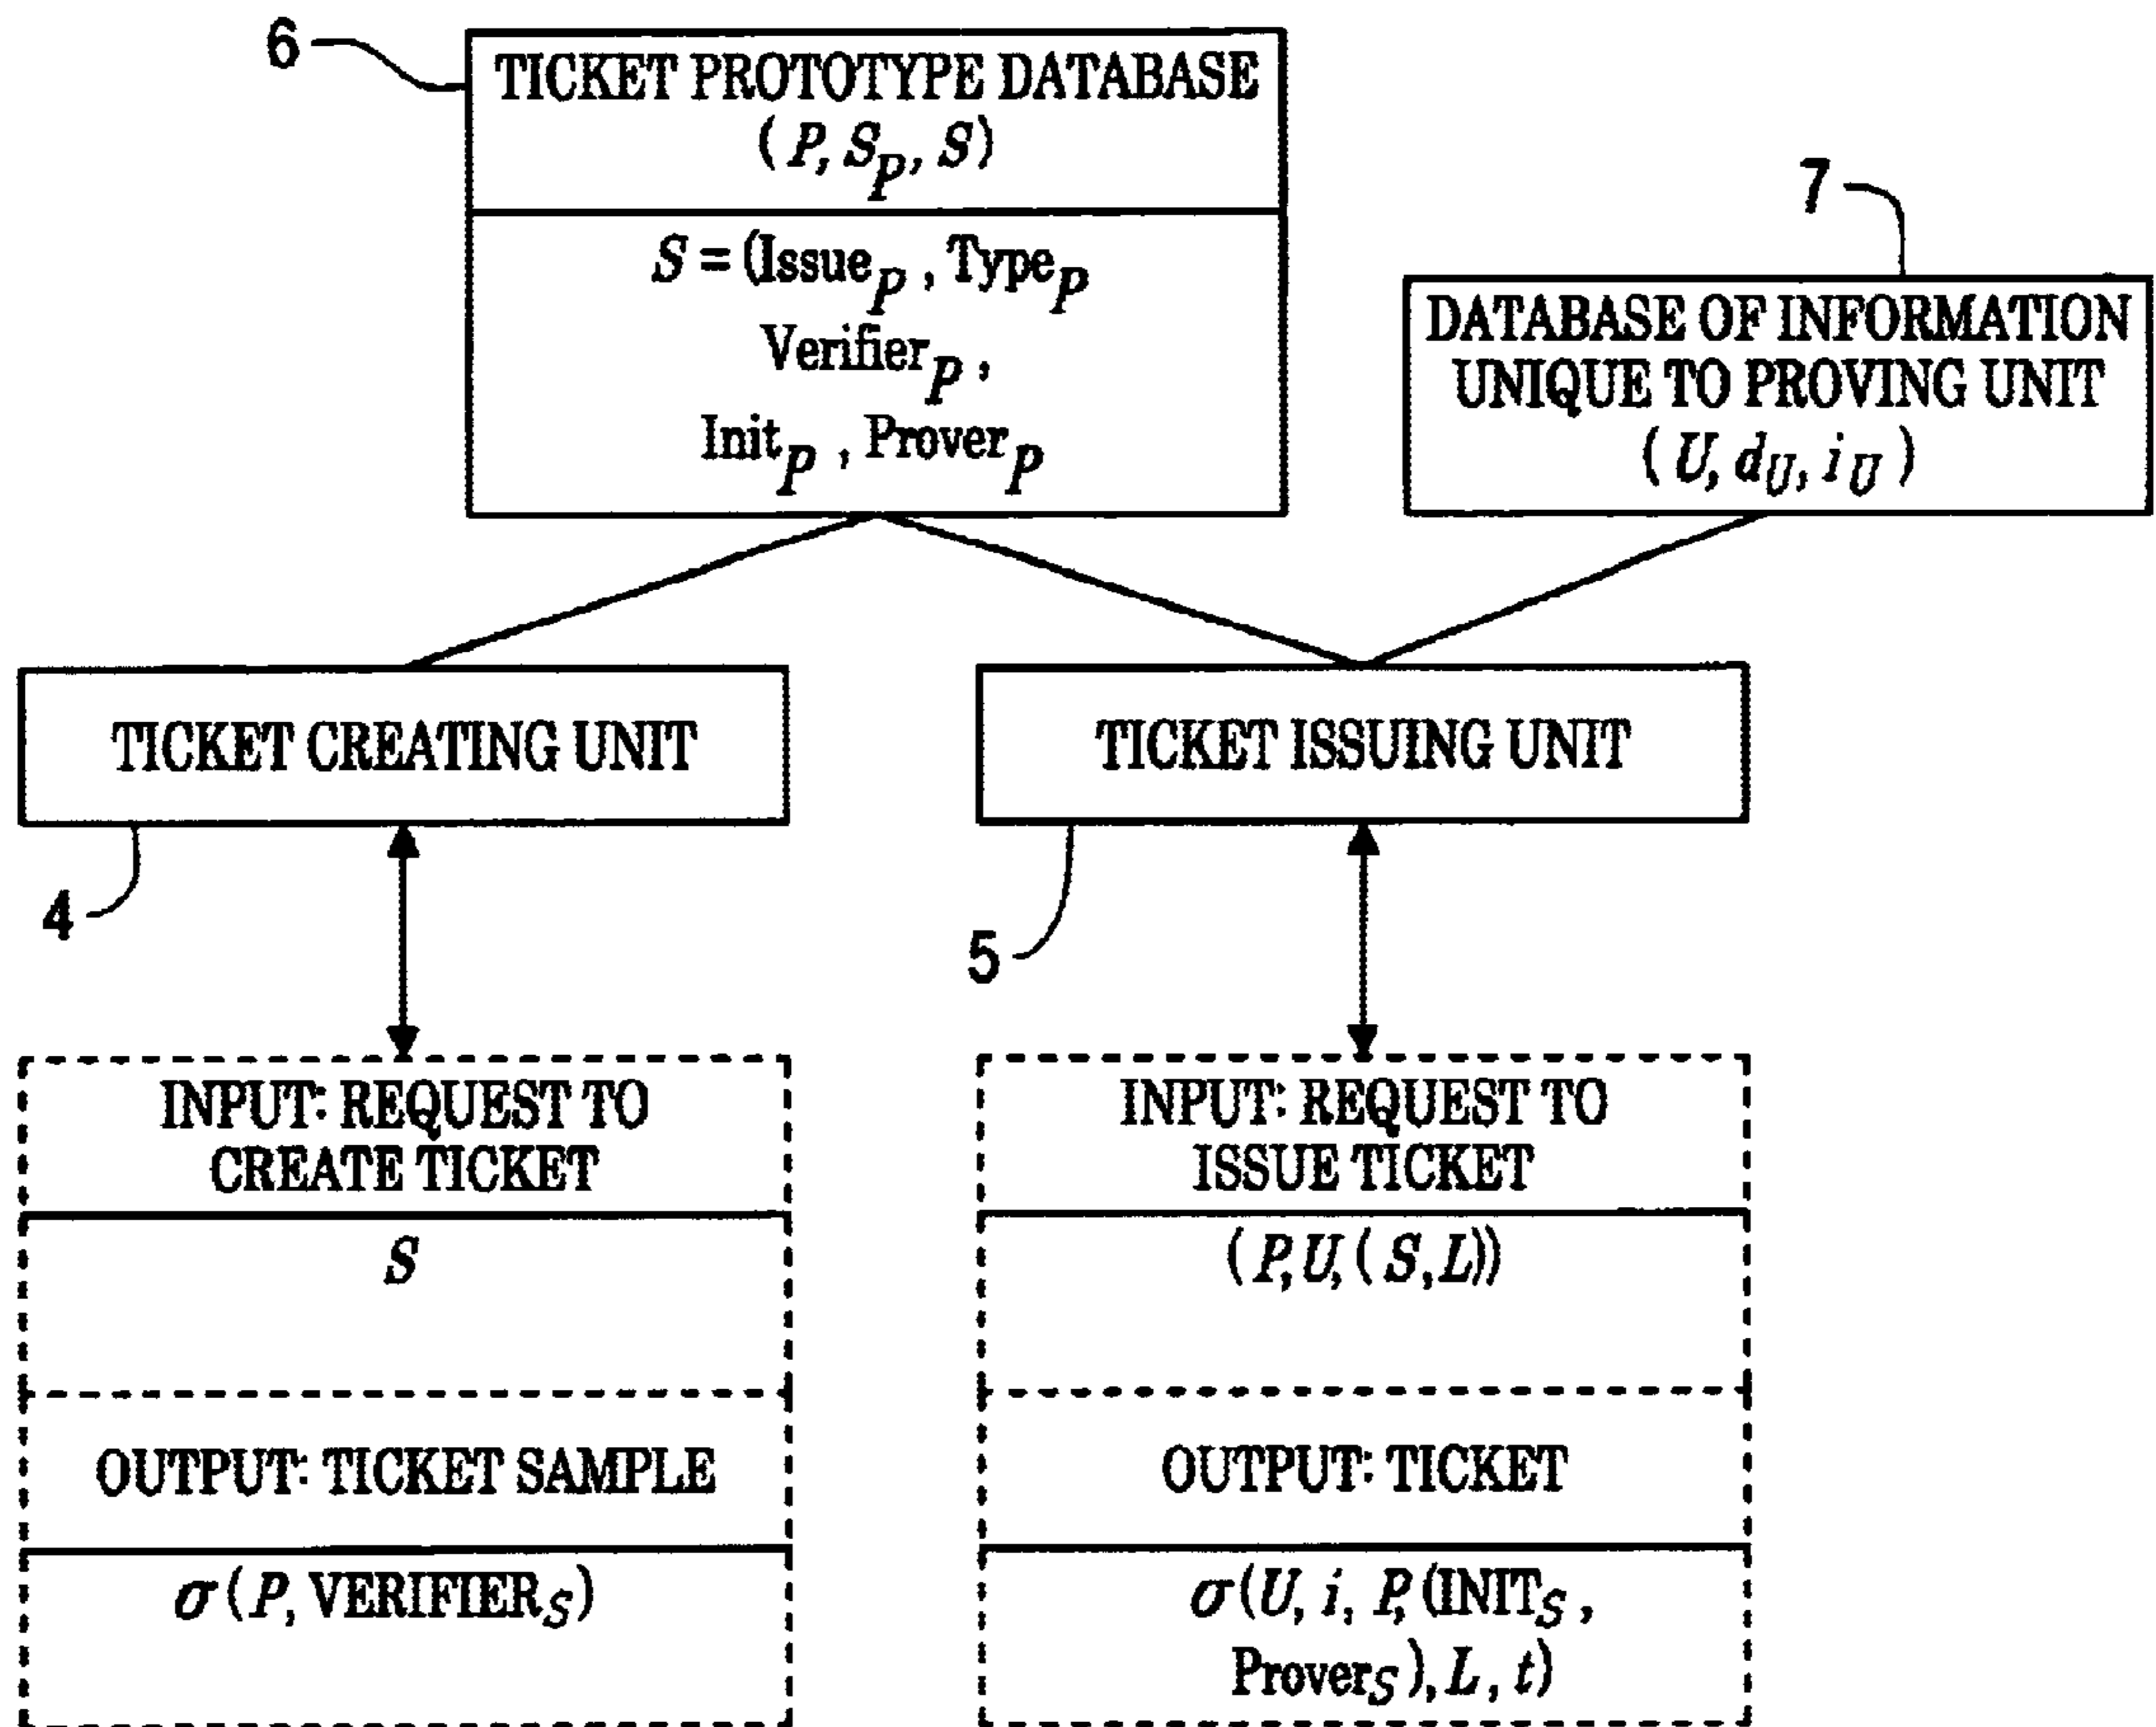 6
TICKET PROTOTYPE DATABASE
(P, S_P, S)
S = (Issue_P, Type_P
Verifier_P,
Init_P, Prover_P
7
DATABASE OF INFORMATION
UNIQUE TO PROVING UNIT
(U, d_U, i_U)
TICKET CREATING UNIT
4
TICKET ISSUING UNIT
5
INPUT: REQUEST TO
CREATE TICKET
S
OUTPUT: TICKET SAMPLE
σ(P, VERIFIER_S)
INPUT: REQUEST TO
ISSUE TICKET
(P,U,(S,L))
OUTPUT: TICKET
σ(U, i, P,(INIT_S,
Prover_S), L, t)